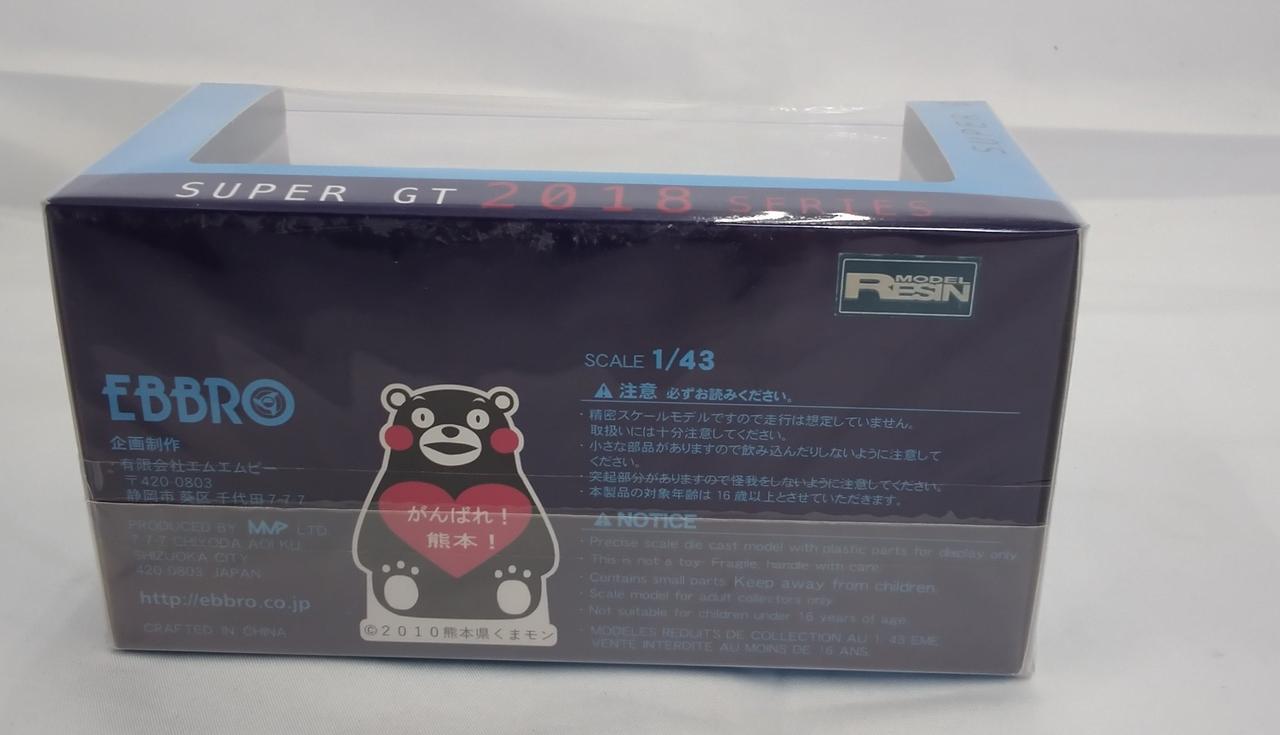 SUPER
SUPER GT 2018 SERIES
MODEL
RESIN
SCALE 1/43
注意 必ずお読みください。
・精密スケールモデルですので走行は想定していません。
取扱いには十分注意してください。
・小さな部品がありますので飲み込んだりしないように注意して
ください。
・突起部分がありますので怪我をしないように注意してください。
・本製品の対象年齢は 16 歳以上とさせていただきます。
NOTICE
・Precise scale die cast model with plastic parts for display only.
・This is not a toy. Fragile, handle with care.
・Contains small parts. Keep away from children.
・Scale model for adult collectors only.
・Not suitable for children under 16 years of age.
・MODELES REDUITS DE COLLECTION AU 1 43 EME.
VENTE INTERDITE AU MOINS DE 16 ANS.
EBBRO
企画制作
有限会社エムエムピー
〒420-0803
静岡市 葵区 千代田 7-7-7
PRODUCED BY MMP LTD.
7-7-7 CHIYODA AOI KU
SHIZUOKA CITY
420-0803 JAPAN
http://ebbro.co.jp
CRAFTED IN CHINA
がんばれ！
熊本！
©2010熊本県くまモン